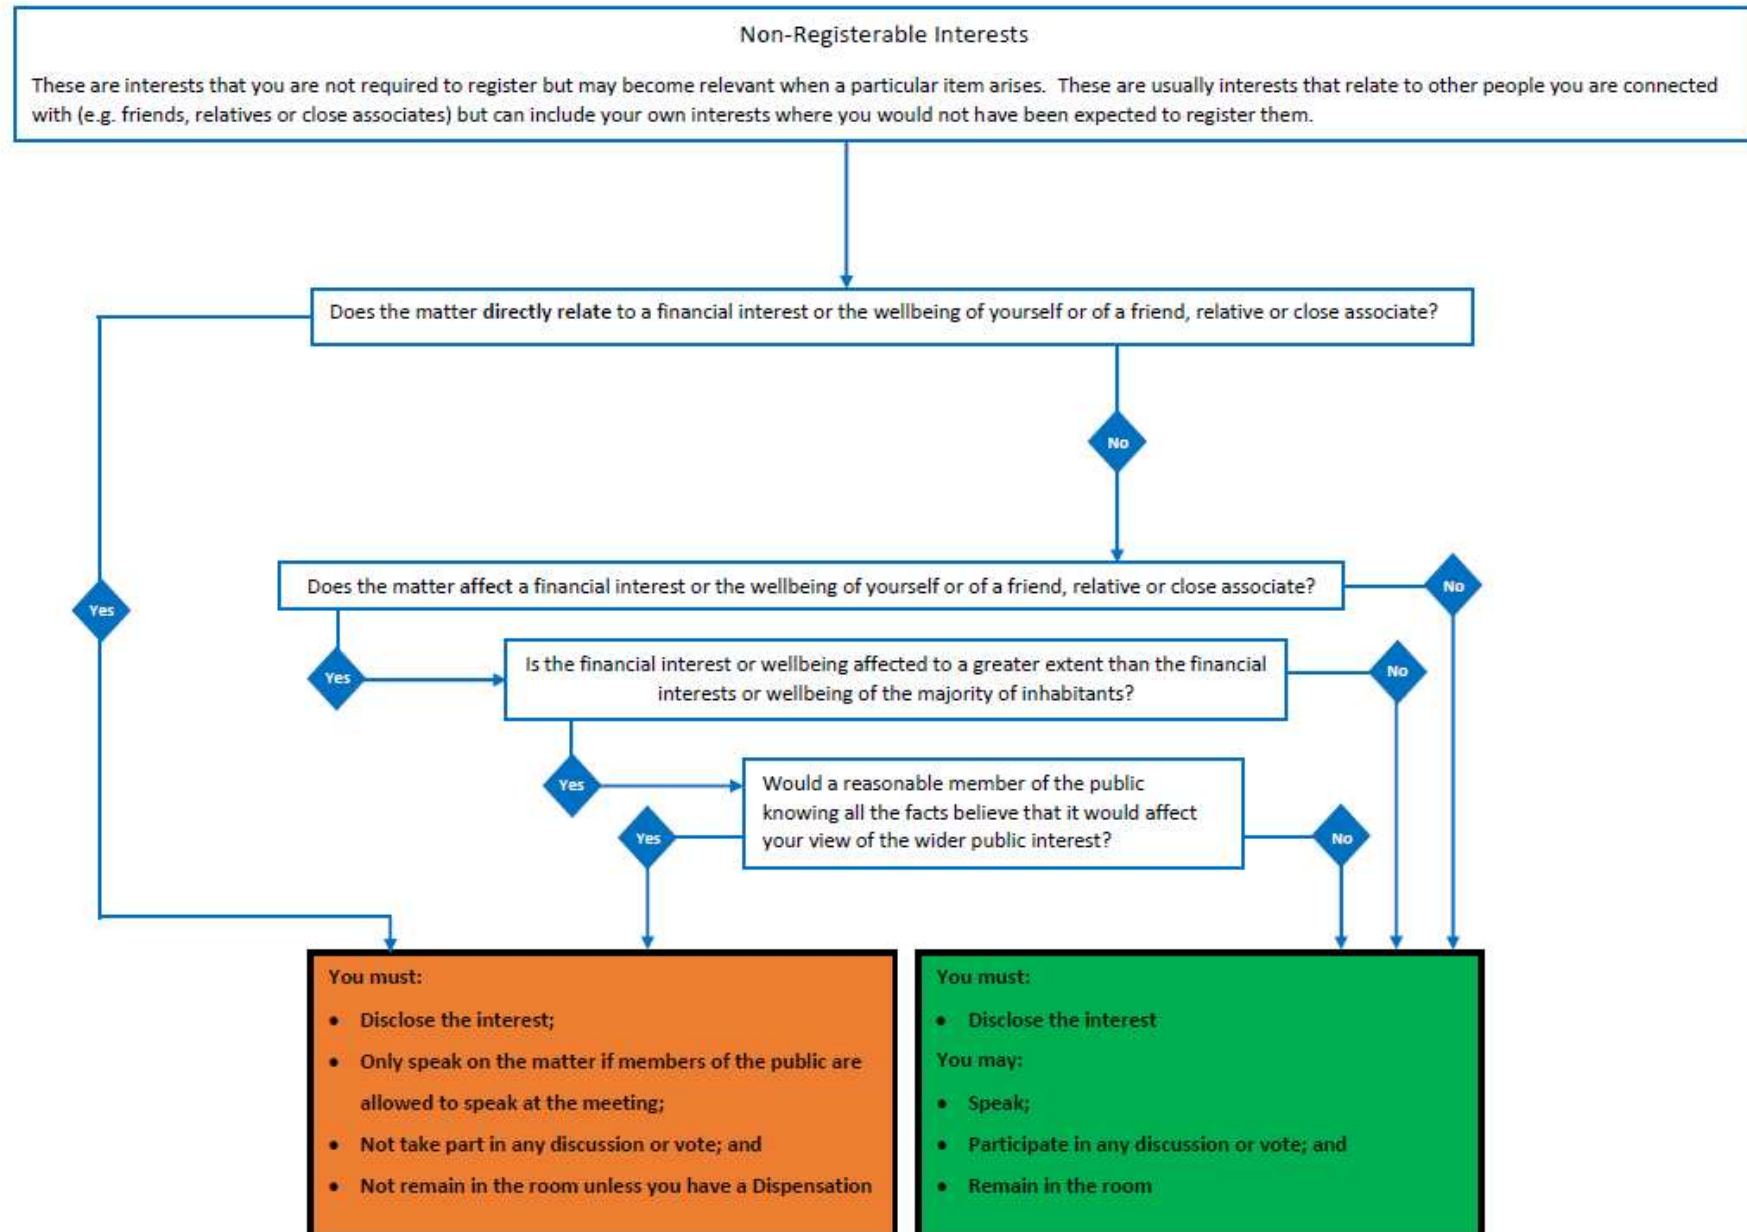 Non-Registerable Interests
These are interests that you are not required to register but may become relevant when a particular item arises.  These are usually interests that relate to other people you are connected
with (e.g. friends, relatives or close associates) but can include your own interests where you would not have been expected to register them.
Does the matter directly relate to a financial interest or the wellbeing of yourself or of a friend, relative or close associate?
No
Does the matter affect a financial interest or the wellbeing of yourself or of a friend, relative or close associate?
No
Yes
Yes
Is the financial interest or wellbeing affected to a greater extent than the financial
interests or wellbeing of the majority of inhabitants?
No
Yes
Would a reasonable member of the public
knowing all the facts believe that it would affect
your view of the wider public interest?
Yes
No
You must:
• Disclose the interest;
• Only speak on the matter if members of the public are
allowed to speak at the meeting;
• Not take part in any discussion or vote; and
• Not remain in the room unless you have a Dispensation
You must:
• Disclose the interest
You may:
• Speak;
• Participate in any discussion or vote; and
• Remain in the room